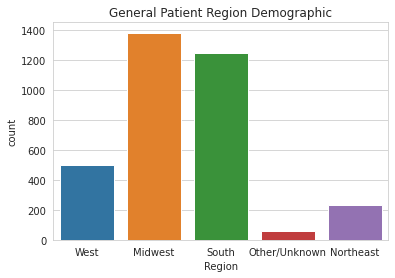 General Patient Region Demographic
1400
1200
1000
800
600
400
200
0
count
West Midwest South Other/Unknown Northeast
Region